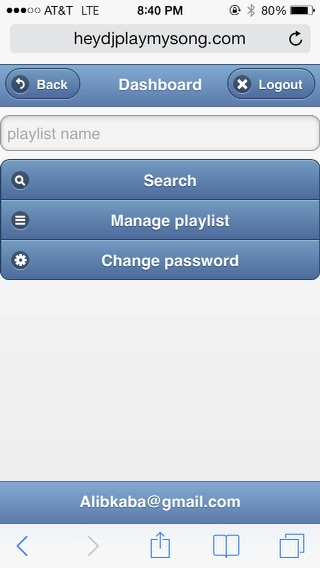 AT&T LTE 8:40 PM 80%
heydjplaymysong.com
Back Dashboard Logout
playlist name
Search
Manage playlist
Change password
Alibkaba@gmail.com